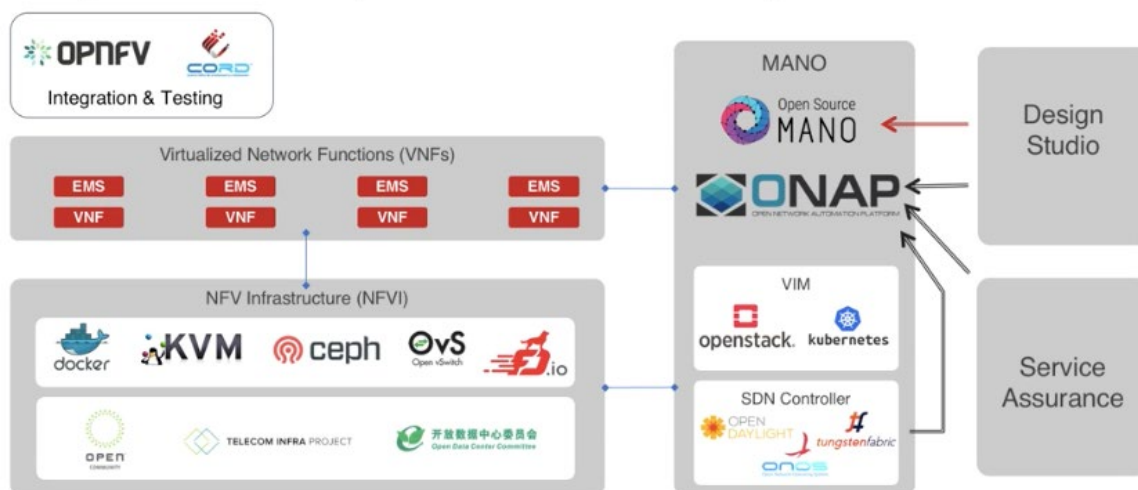 OPNFV
CORD
Integration & Testing
Virtualized Network Functions (VNFs)
EMS
EMS
EMS
EMS
VNF
VNF
VNF
VNF
NFV Infrastructure (NFVI)
docker
KVM
ceph
OvS
Open vSwitch
.io
OPEN
COMMUNITY
TELECOM INFRA PROJECT
开放数据中心委员会
Open Data Center Committee
MANO
Open Source
MANO
ONAP
OPEN NETWORK AUTOMATION PLATFORM
VIM
openstack.
kubernetes
SDN Controller
OPEN
DAYLIGHT
tungstenfabric
onos
Design
Studio
Service
Assurance